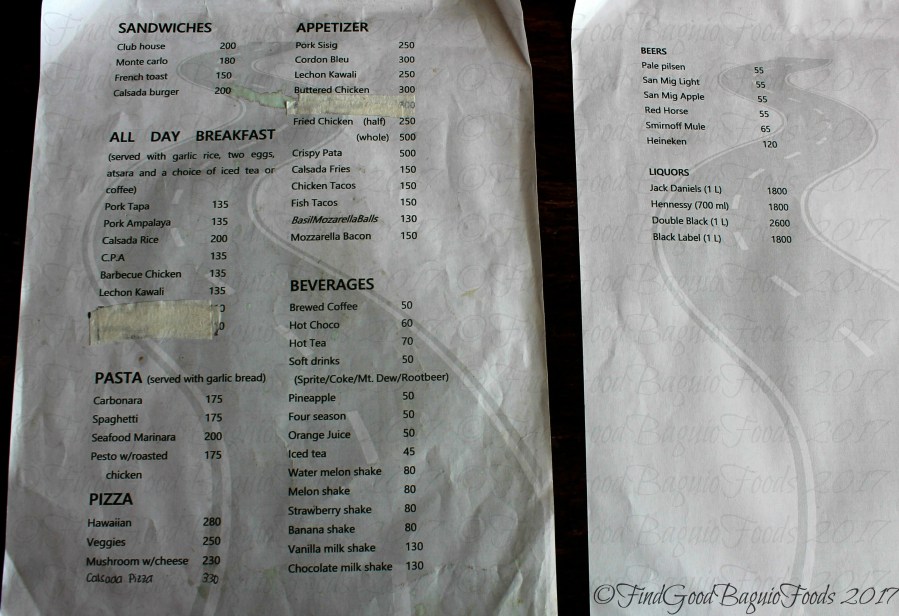 SANDWICHES
Club house 200
Monte carlo 180
French toast 150
Calsada burger 200
ALL DAY BREAKFAST
(served with garlic rice, two eggs,
atsara and a choice of iced tea or
coffee)
Pork Tapa 135
Pork Ampalaya 135
Calsada Rice 200
C.P.A 135
Barbecue Chicken 135
Lechon Kawali 135
PASTA (served with garlic bread)
Carbonara 175
Spaghetti 175
Seafood Marinara 200
Pesto w/roasted 175
chicken
PIZZA
Hawaiian 280
Veggies 250
Mushroom w/cheese 230
Calsada Pizza 330
APPETIZER
Pork Sisig 250
Cordon Bleu 300
Lechon Kawali 250
Buttered Chicken 300
300
Fried Chicken (half) 250
(whole) 500
Crispy Pata 500
Calsada Fries 150
Chicken Tacos 150
Fish Tacos 150
BasilMozarellaBalls 130
Mozzarella Bacon 150
BEVERAGES
Brewed Coffee 50
Hot Choco 60
Hot Tea 70
Soft drinks 50
(Sprite/Coke/Mt. Dew/Rootbeer)
Pineapple 50
Four season 50
Orange Juice 50
Iced tea 45
Water melon shake 80
Melon shake 80
Strawberry shake 80
Banana shake 80
Vanilla milk shake 130
Chocolate milk shake 130
BEERS
Pale pilsen 55
San Mig Light 55
San Mig Apple 55
Red Horse 55
Smirnoff Mule 65
Heineken 120
LIQUORS
Jack Daniels (1 L) 1800
Hennessy (700 ml) 1800
Double Black (1 L) 2600
Black Label (1 L) 1800
©FindGoodBaguioFoods 2017